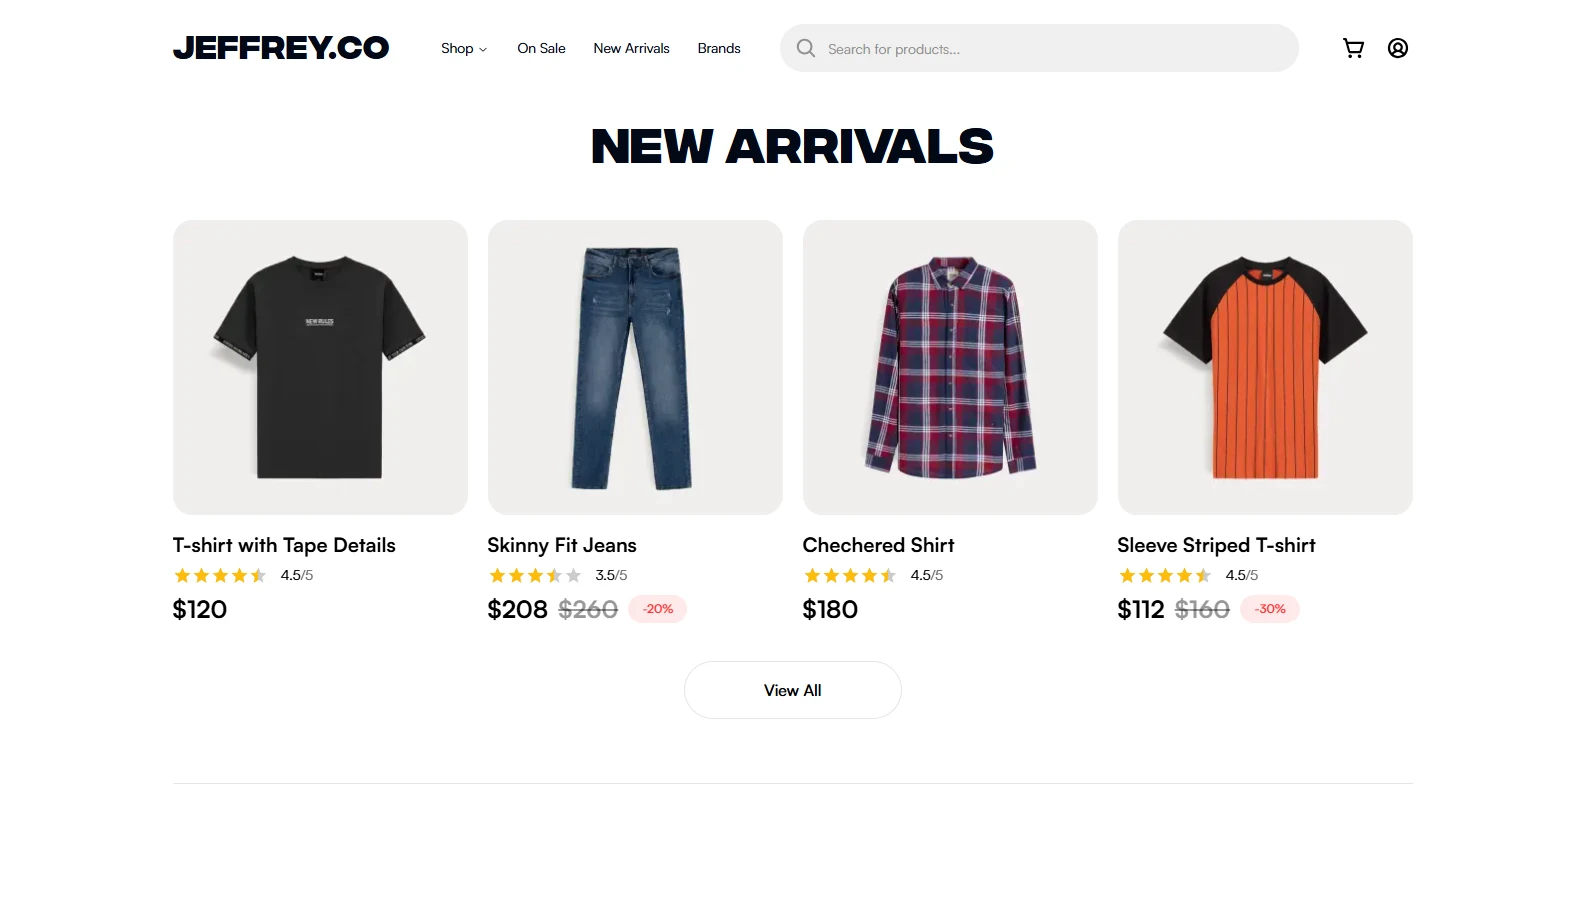 JEFFREY.CO
Shop
On Sale
New Arrivals
Brands
Search for products...
NEW ARRIVALS
NEW RULES
T-shirt with Tape Details
4.5/5
$120
Skinny Fit Jeans
3.5/5
$208 $260 -20%
Chechered Shirt
4.5/5
$180
Sleeve Striped T-shirt
4.5/5
$112 $160 -30%
View All